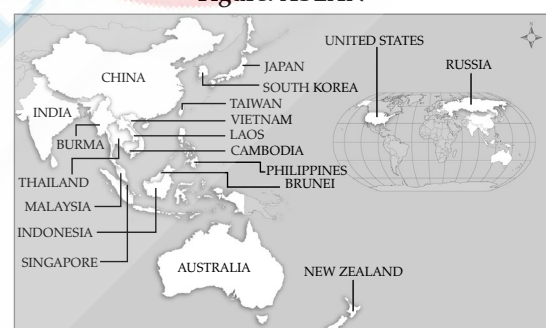 Figure: ASEAN
UNITED STATES
RUSSIA
CHINA
JAPAN
SOUTH KOREA
TAIWAN
INDIA
VIETNAM
LAOS
BURMA
CAMBODIA
PHILIPPINES
THAILAND
BRUNEI
MALAYSIA
INDONESIA
SINGAPORE
AUSTRALIA
NEW ZEALAND